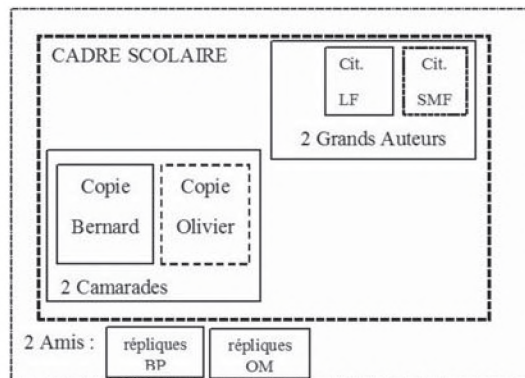 CADRE SCOLAIRE
Cit.
LF
Cit.
SMF
2 Grands Auteurs
Copie
Bernard
Copie
Olivier
2 Camarades
2 Amis :
répliques
BP
répliques
OM